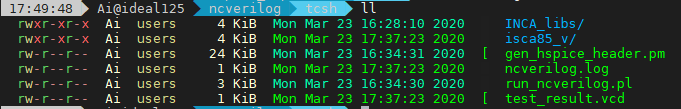 17:49:48 Ai@ideal125 ncverilog tcsh ll
rwxr-xr-x Ai users 4 KiB Mon Mar 23 16:28:10 2020 INCA_libs/
rwxr-xr-x Ai users 4 KiB Mon Mar 23 17:37:23 2020 isca85_v/
rw-r--r-- Ai users 24 KiB Mon Mar 23 16:34:31 2020 [ gen_hspice_header.pm
rw-r--r-- Ai users 1 KiB Mon Mar 23 17:37:23 2020 ncverilog.log
rw-r--r-- Ai users 3 KiB Mon Mar 23 16:34:30 2020 run_ncverilog.pl
rw-r--r-- Ai users 1 KiB Mon Mar 23 17:37:23 2020 [ test_result.vcd